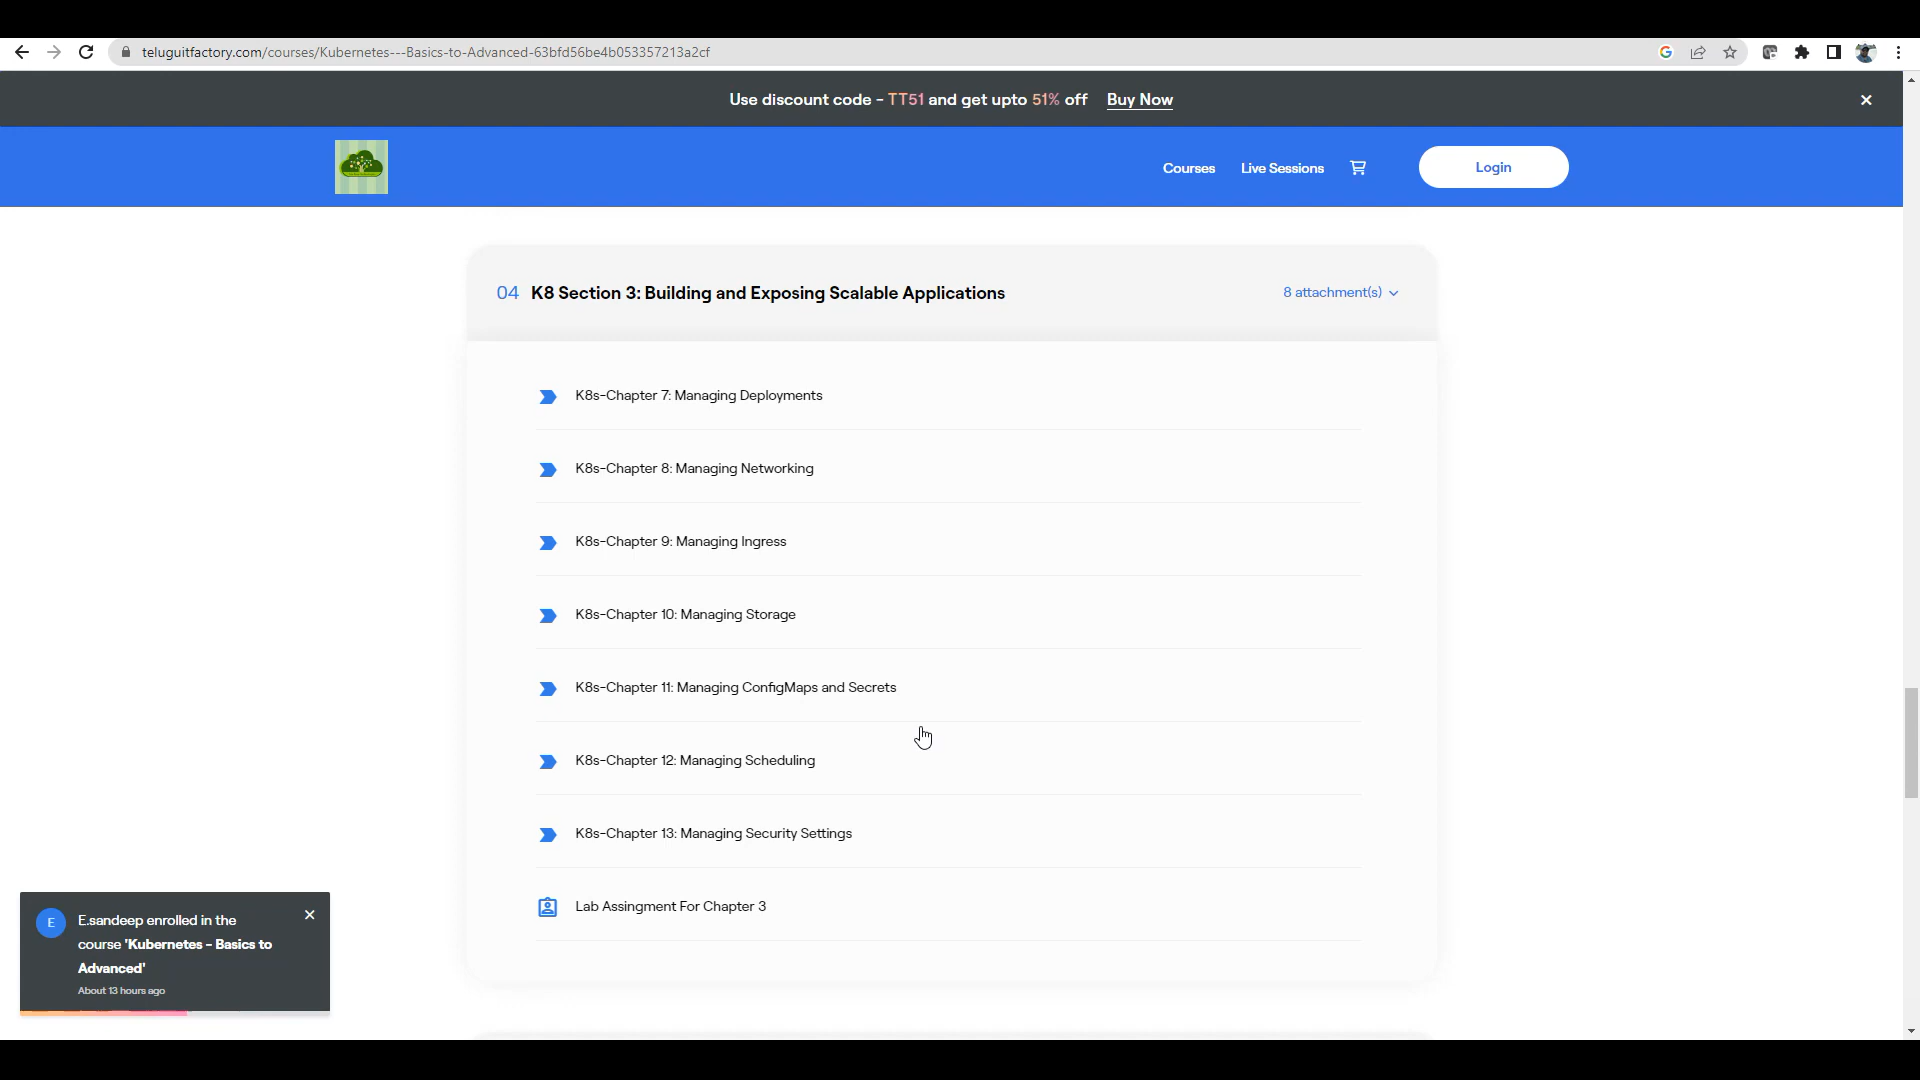 teluguitfactory.com/courses/Kubernetes---Basics-to-Advanced-63bfd56be4b053357213a2cf
Use discount code - TT51 and get upto 51% off Buy Now
Courses Live Sessions Login
04 K8 Section 3: Building and Exposing Scalable Applications 8 attachment(s)
K8s-Chapter 7: Managing Deployments
K8s-Chapter 8: Managing Networking
K8s-Chapter 9: Managing Ingress
K8s-Chapter 10: Managing Storage
K8s-Chapter 11: Managing ConfigMaps and Secrets
K8s-Chapter 12: Managing Scheduling
K8s-Chapter 13: Managing Security Settings
Lab Assingment For Chapter 3
E
E.sandeep enrolled in the
course 'Kubernetes - Basics to
Advanced'
About 13 hours ago